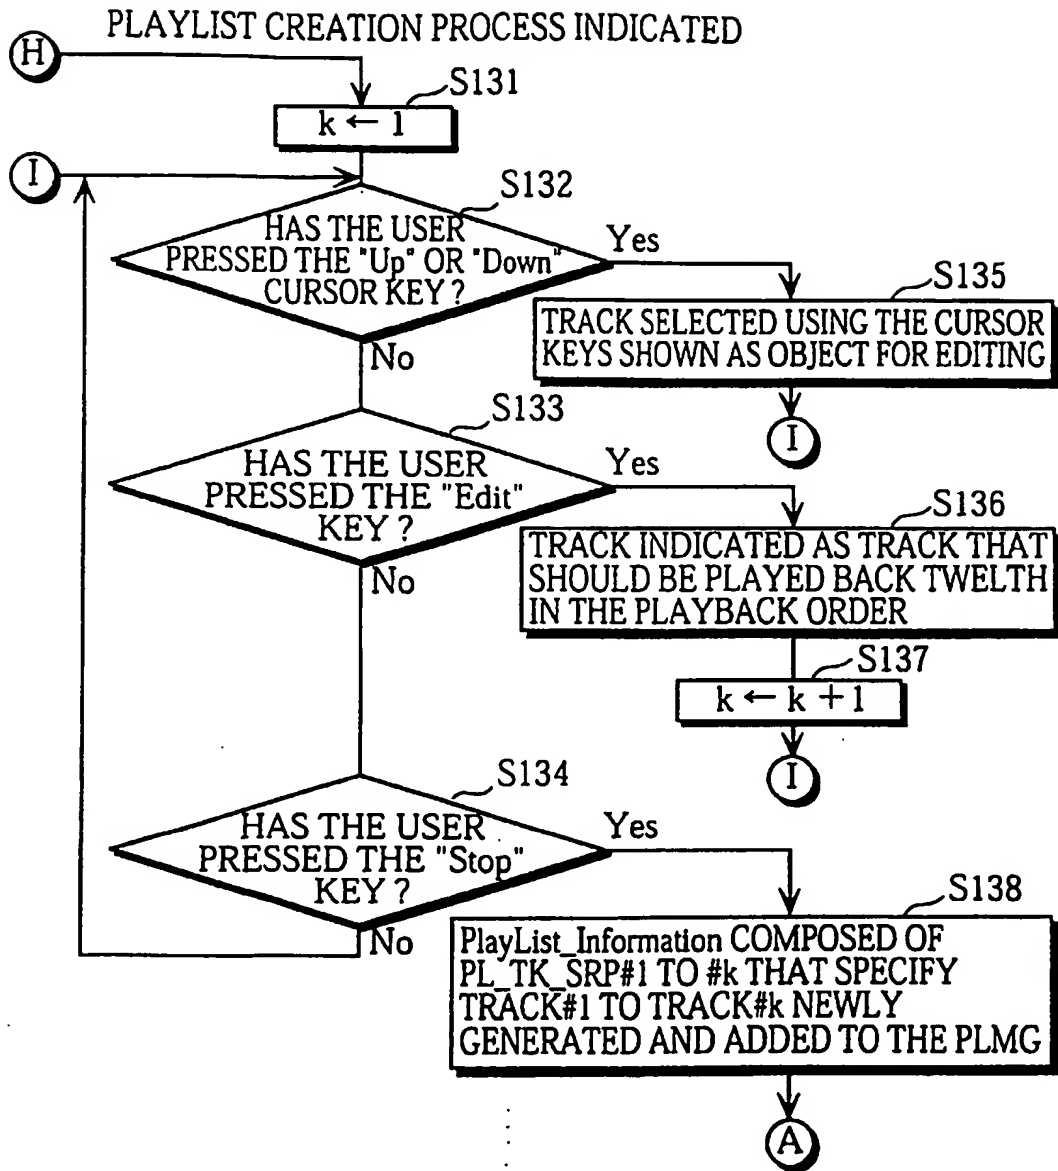 PLAYLIST CREATION PROCESS INDICATED
H
S131
k ← 1
I
S132
HAS THE USER
PRESSED THE "Up" OR "Down"
CURSOR KEY ?
Yes
No
S135
TRACK SELECTED USING THE CURSOR
KEYS SHOWN AS OBJECT FOR EDITING
I
S133
HAS THE USER
PRESSED THE "Edit"
KEY ?
Yes
No
S136
TRACK INDICATED AS TRACK THAT
SHOULD BE PLAYED BACK TWELTH
IN THE PLAYBACK ORDER
S137
k ← k + 1
I
S134
HAS THE USER
PRESSED THE "Stop"
KEY ?
Yes
No
S138
PlayList_Information COMPOSED OF
PL_TK_SRP#1 TO #k THAT SPECIFY
TRACK#1 TO TRACK#k NEWLY
GENERATED AND ADDED TO THE PLMG
A